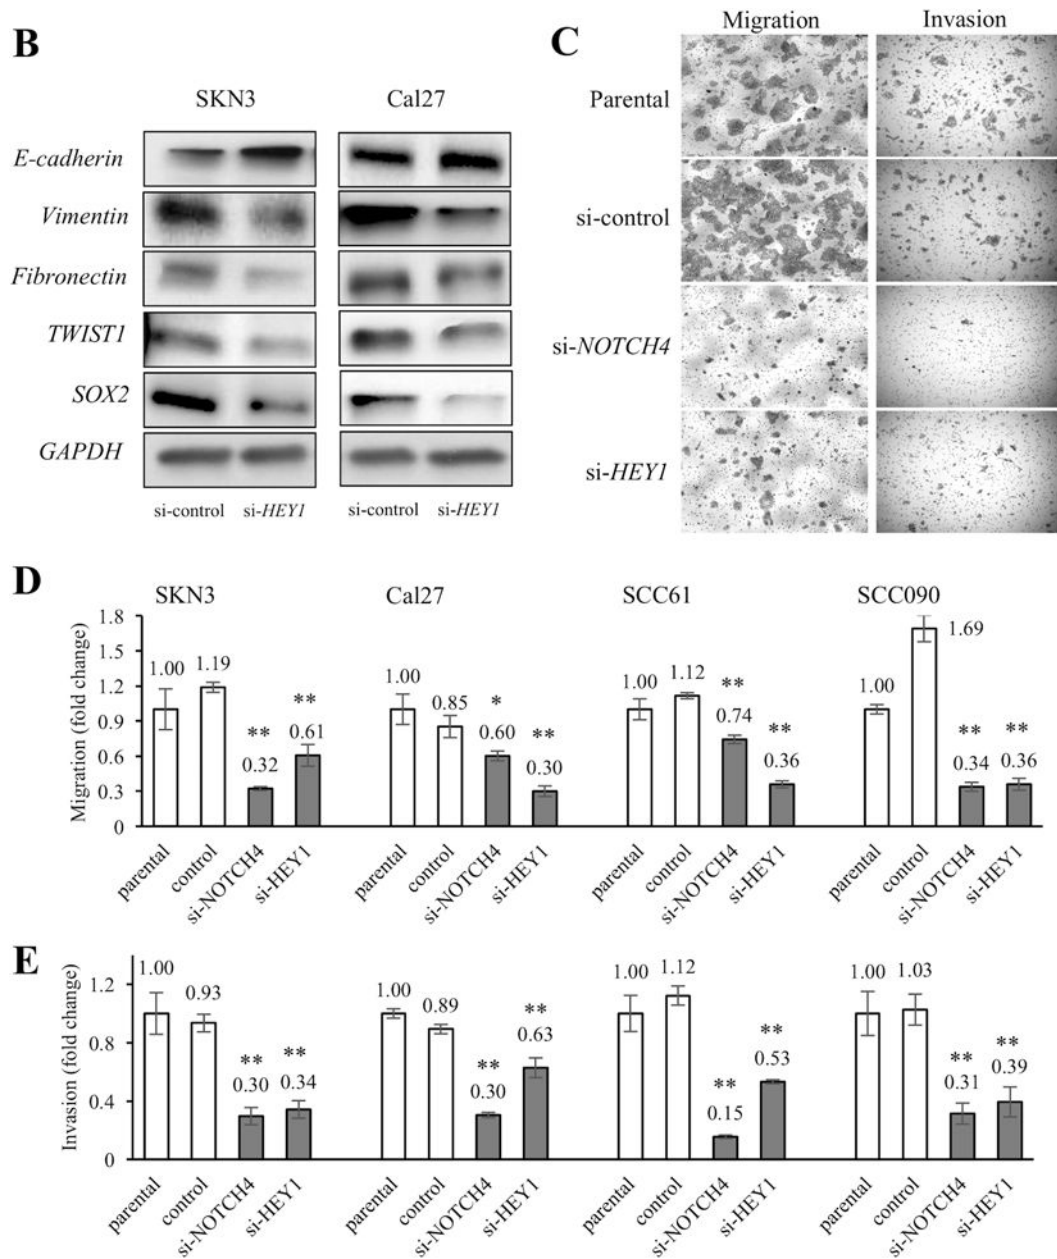 B
SKN3 Cal27
E-cadherin
Vimentin
Fibronectin
TWIST1
SOX2
GAPDH
si-control si-HEY1 si-control si-HEY1
C
Migration Invasion
Parental
si-control
si-NOTCH4
si-HEY1
D
SKN3 Cal27 SCC61 SCC090
Migration (fold change)
1.8
1.5
1.2
0.9
0.6
0.3
0
1.00 1.19 ** 0.32 ** 0.61
1.00 0.85 * 0.60 ** 0.30
1.00 1.12 ** 0.74 ** 0.36
1.00 1.69 ** 0.34 ** 0.36
parental control si-NOTCH4 si-HEY1 parental control si-NOTCH4 si-HEY1 parental control si-NOTCH4 si-HEY1 parental control si-NOTCH4 si-HEY1
E
Invasion (fold change)
1.2
0.8
0.4
0
1.00 0.93 ** 0.30 ** 0.34
1.00 0.89 ** 0.30 ** 0.63
1.00 1.12 ** 0.15 ** 0.53
1.00 1.03 ** 0.31 ** 0.39
parental control si-NOTCH4 si-HEY1 parental control si-NOTCH4 si-HEY1 parental control si-NOTCH4 si-HEY1 parental control si-NOTCH4 si-HEY1